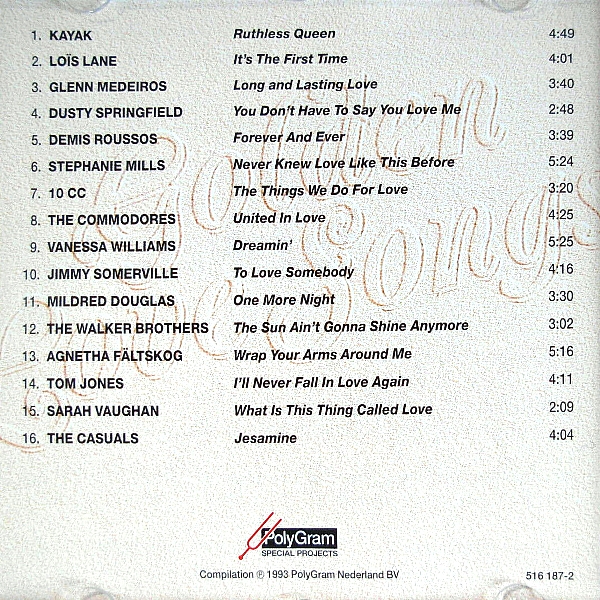 1. KAYAK Ruthless Queen 4:49
2. LOÏS LANE It's The First Time 4:01
3. GLENN MEDEIROS Long and Lasting Love 3:40
4. DUSTY SPRINGFIELD You Don't Have To Say You Love Me 2:48
5. DEMIS ROUSSOS Forever And Ever 3:39
6. STEPHANIE MILLS Never Knew Love Like This Before 5:24
7. 10 CC The Things We Do For Love 3:20
8. THE COMMODORES United In Love 4:25
9. VANESSA WILLIAMS Dreamin' 5:25
10. JIMMY SOMERVILLE To Love Somebody 4:16
11. MILDRED DOUGLAS One More Night 3:30
12. THE WALKER BROTHERS The Sun Ain't Gonna Shine Anymore 3:02
13. AGNETHA FÄLTSKOG Wrap Your Arms Around Me 5:16
14. TOM JONES I'll Never Fall In Love Again 4:11
15. SARAH VAUGHAN What Is This Thing Called Love 2:09
16. THE CASUALS Jesamine 4:04
Golden
Love Songs
PolyGram
SPECIAL PROJECTS
Compilation ℗ 1993 PolyGram Nederland BV 516 187-2